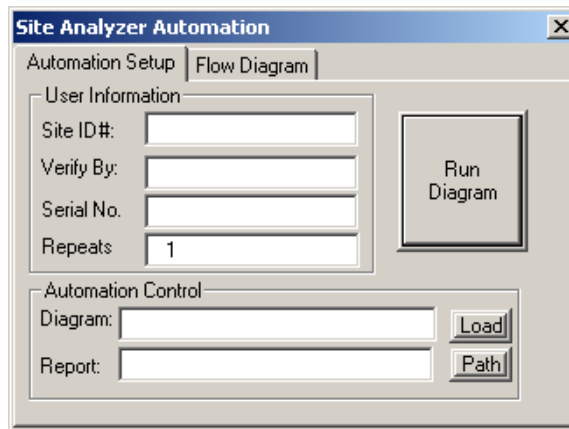 Site Analyzer Automation
Automation Setup Flow Diagram
User Information
Site ID#:
Verify By:
Serial No.
Repeats 1
Run
Diagram
Automation Control
Diagram: Load
Report: Path